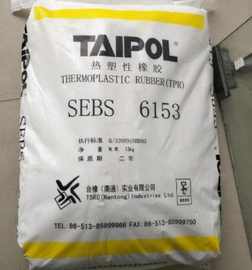 TAIPOL
热塑性橡胶
THERMOPLASTIC RUBBER(TPR)
SEBS 6153
执行标准
净 重 N.W. 13kg
保 质 期 二年
台橡(南通)实业有限公司
TSRC(Nantong)Industries Ltd.
TEL: 86-513-85999966 FAX:86-513-85999750
SEBS